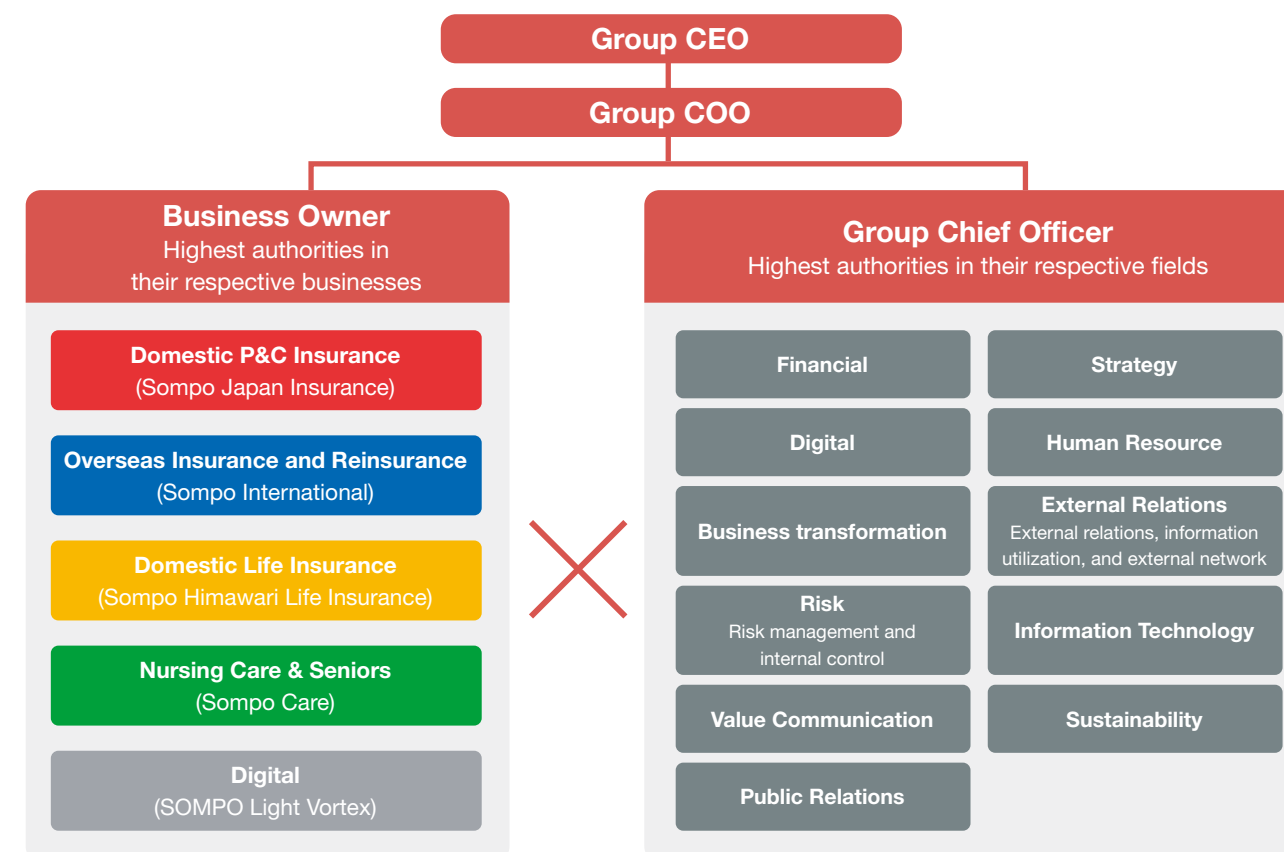 Group CEO
Group COO
Business Owner
Highest authorities in
their respective businesses
Domestic P&C Insurance
(Sompo Japan Insurance)
Overseas Insurance and Reinsurance
(Sompo International)
Domestic Life Insurance
(Sompo Himawari Life Insurance)
Nursing Care & Seniors
(Sompo Care)
Digital
(SOMPO Light Vortex)
Group Chief Officer
Highest authorities in their respective fields
Financial
Strategy
Digital
Human Resource
Business transformation
External Relations
External relations, information
utilization, and external network
Risk
Risk management and
internal control
Information Technology
Value Communication
Sustainability
Public Relations